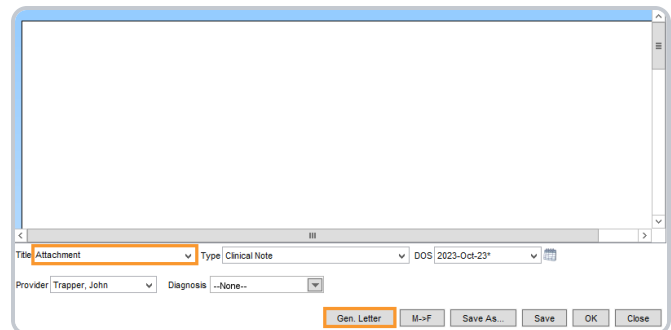 Title Attachment Type Clinical Note DOS 2023-Oct-23*
Provider Trapper, John Diagnosis --None--
Gen. Letter M->F Save As... Save OK Close